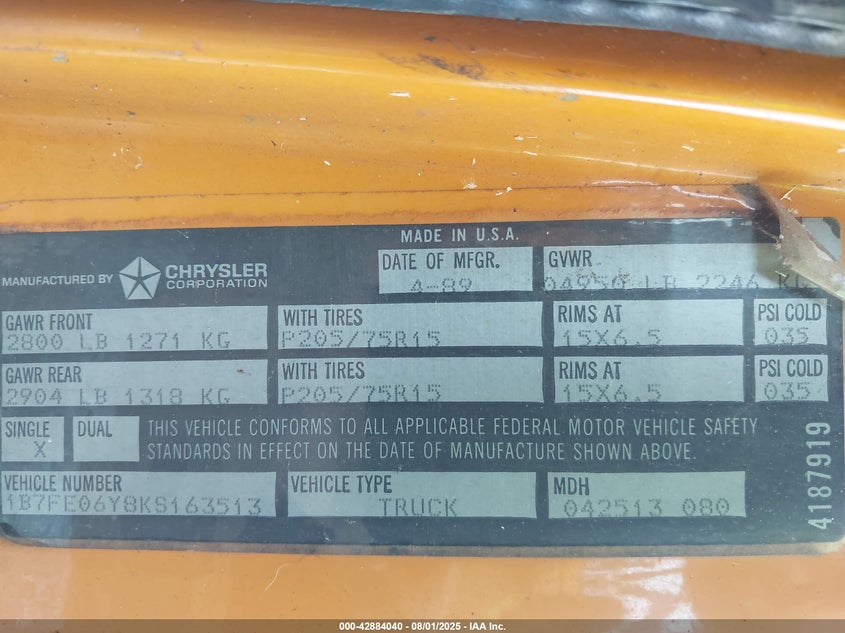 MADE IN U.S.A.
MANUFACTURED BY CHRYSLER CORPORATION
DATE OF MFGR. GVWR
4-89 04950 LB 2246 KG
GAWR FRONT WITH TIRES RIMS AT PSI COLD
2800 LB 1271 KG P205/75R15 15X6.5 035
GAWR REAR WITH TIRES RIMS AT PSI COLD
2904 LB 1318 KG P205/75R15 15X6.5 035
SINGLE DUAL THIS VEHICLE CONFORMS TO ALL APPLICABLE FEDERAL MOTOR VEHICLE SAFETY
X STANDARDS IN EFFECT ON THE DATE OF MANUFACTURE SHOWN ABOVE.
VEHICLE NUMBER VEHICLE TYPE MDH
1B7FE06Y8KS163513 TRUCK 042513 080
4187919
000-42884040 - 08/01/2025 - IAA Inc.